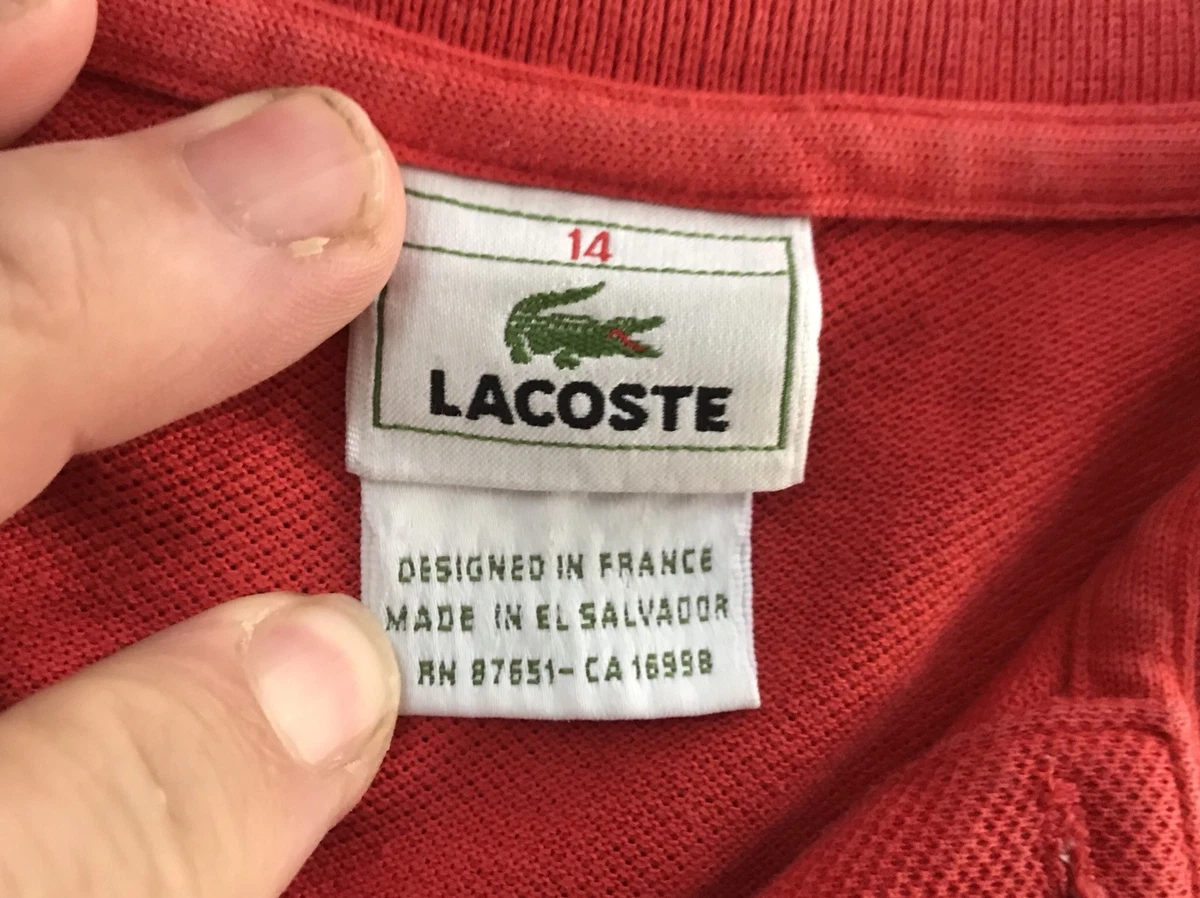 14
LACOSTE
DESIGNED IN FRANCE
MADE IN EL SALVADOR
RN 87651-CA 16998